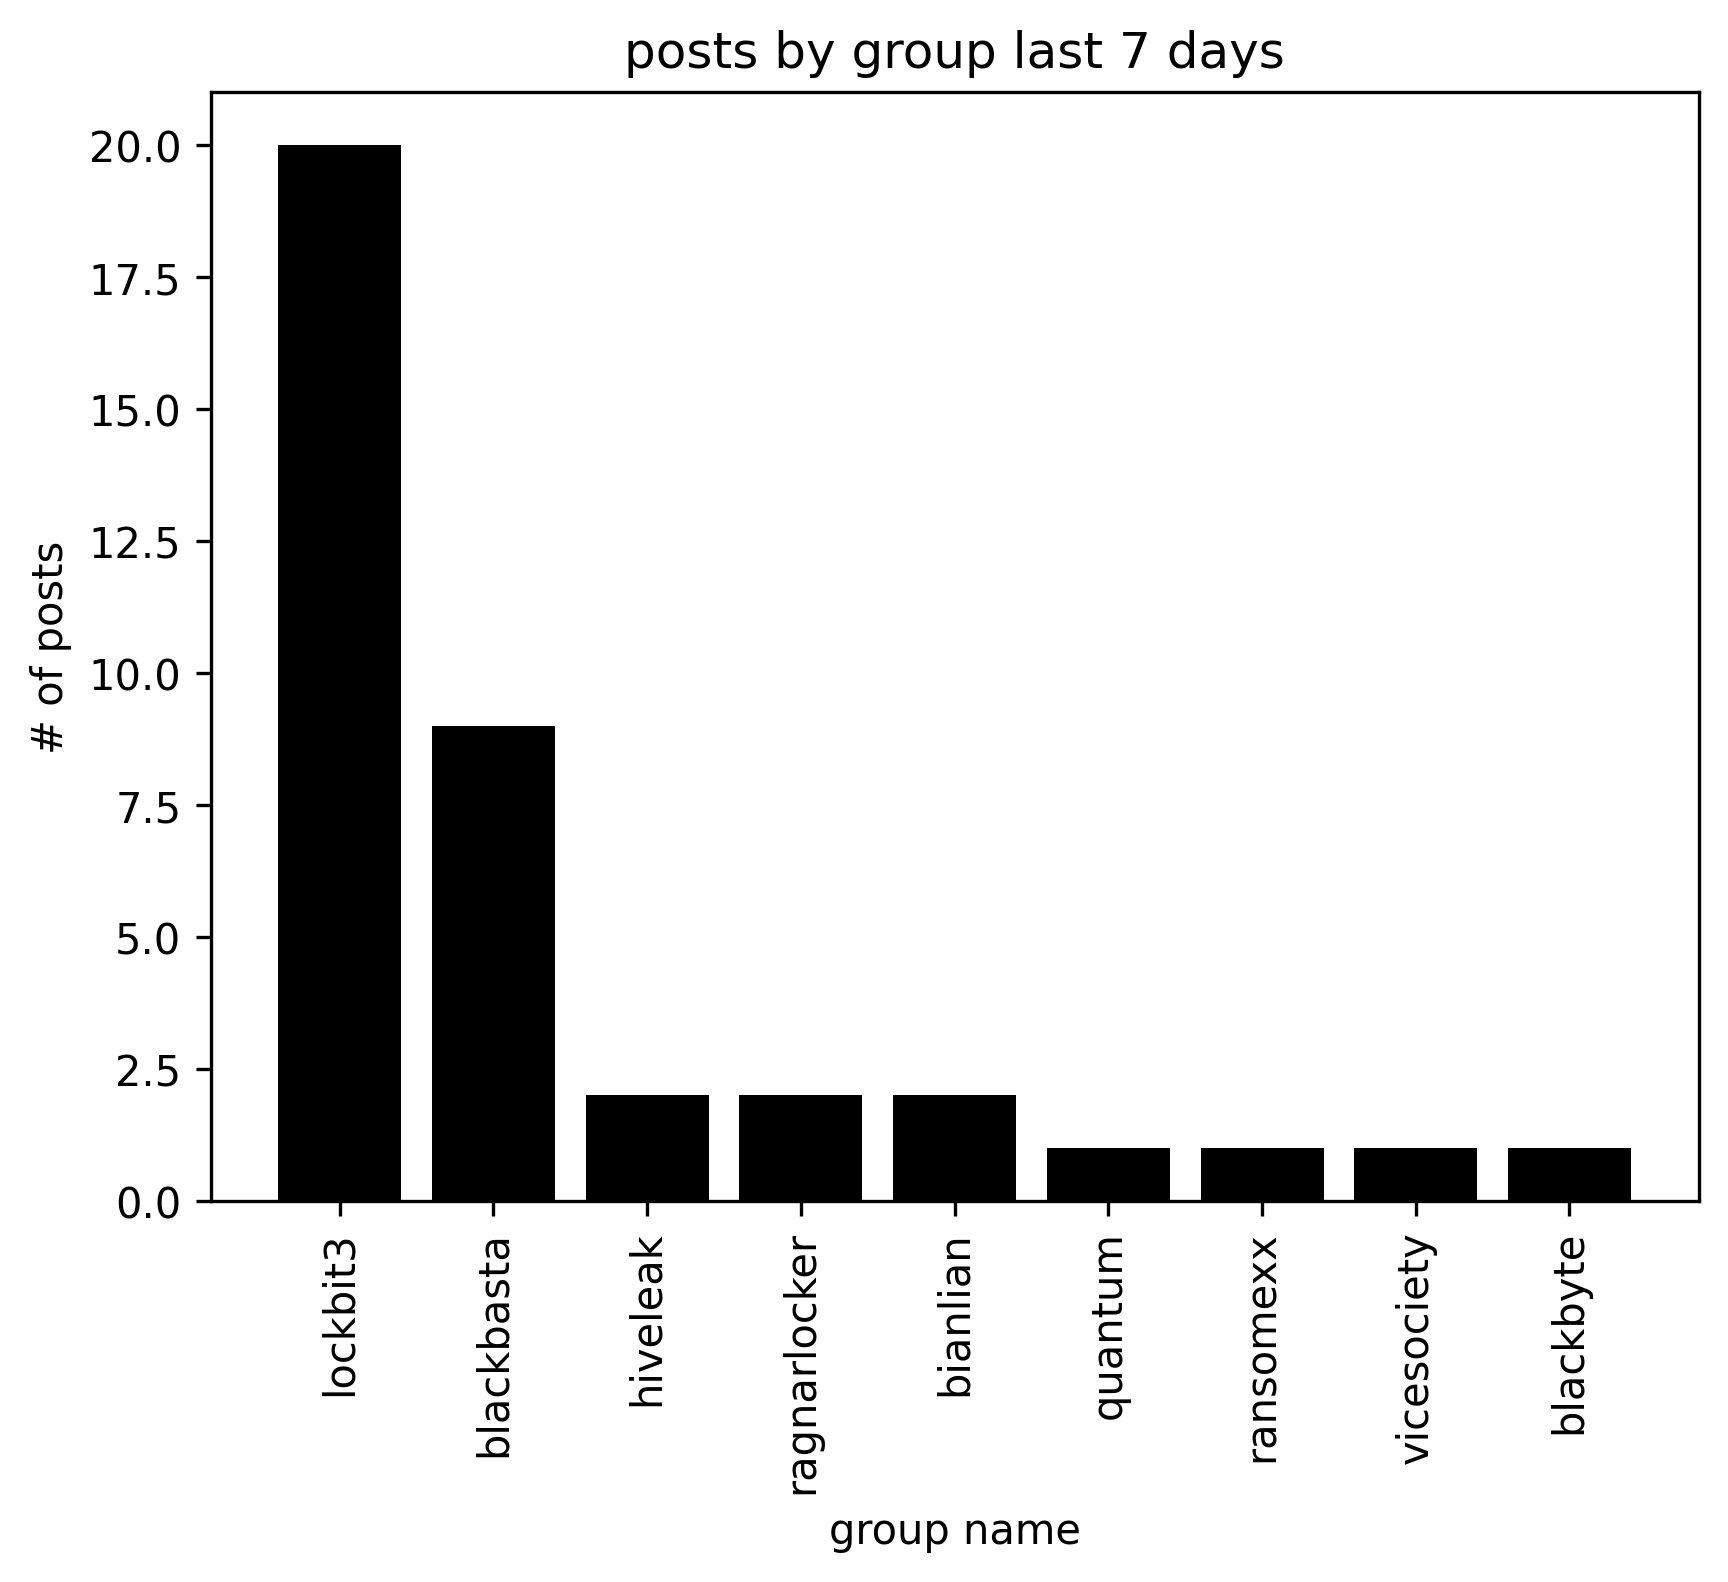 posts by group last 7 days
# of posts
20.0
17.5
15.0
12.5
10.0
7.5
5.0
2.5
0.0
lockbit3
blackbasta
hiveleak
ragnarlocker
bianlian
quantum
ransomexx
vicesociety
blackbyte
group name